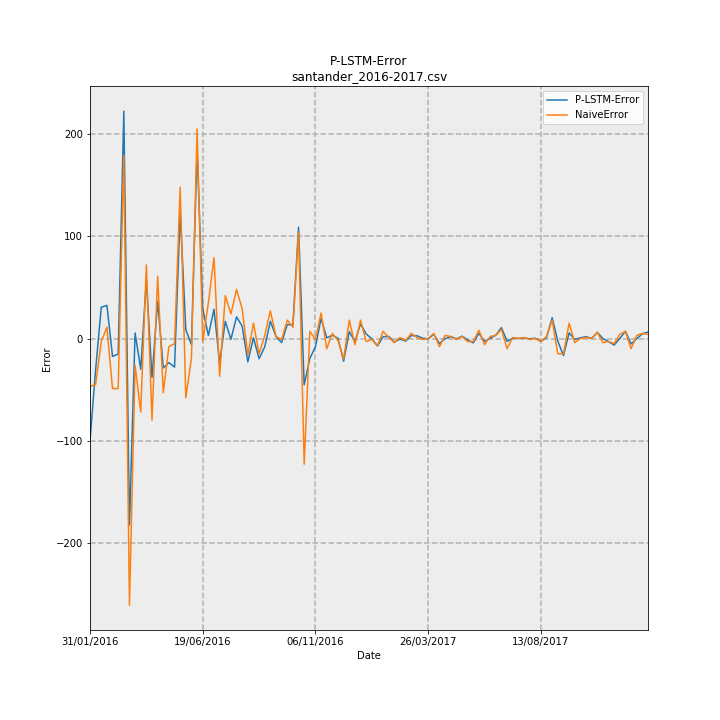 P-LSTM-Error
santander_2016-2017.csv
P-LSTM-Error
NaiveError
200
100
0
−100
−200
Error
31/01/2016
19/06/2016
06/11/2016
26/03/2017
13/08/2017
Date